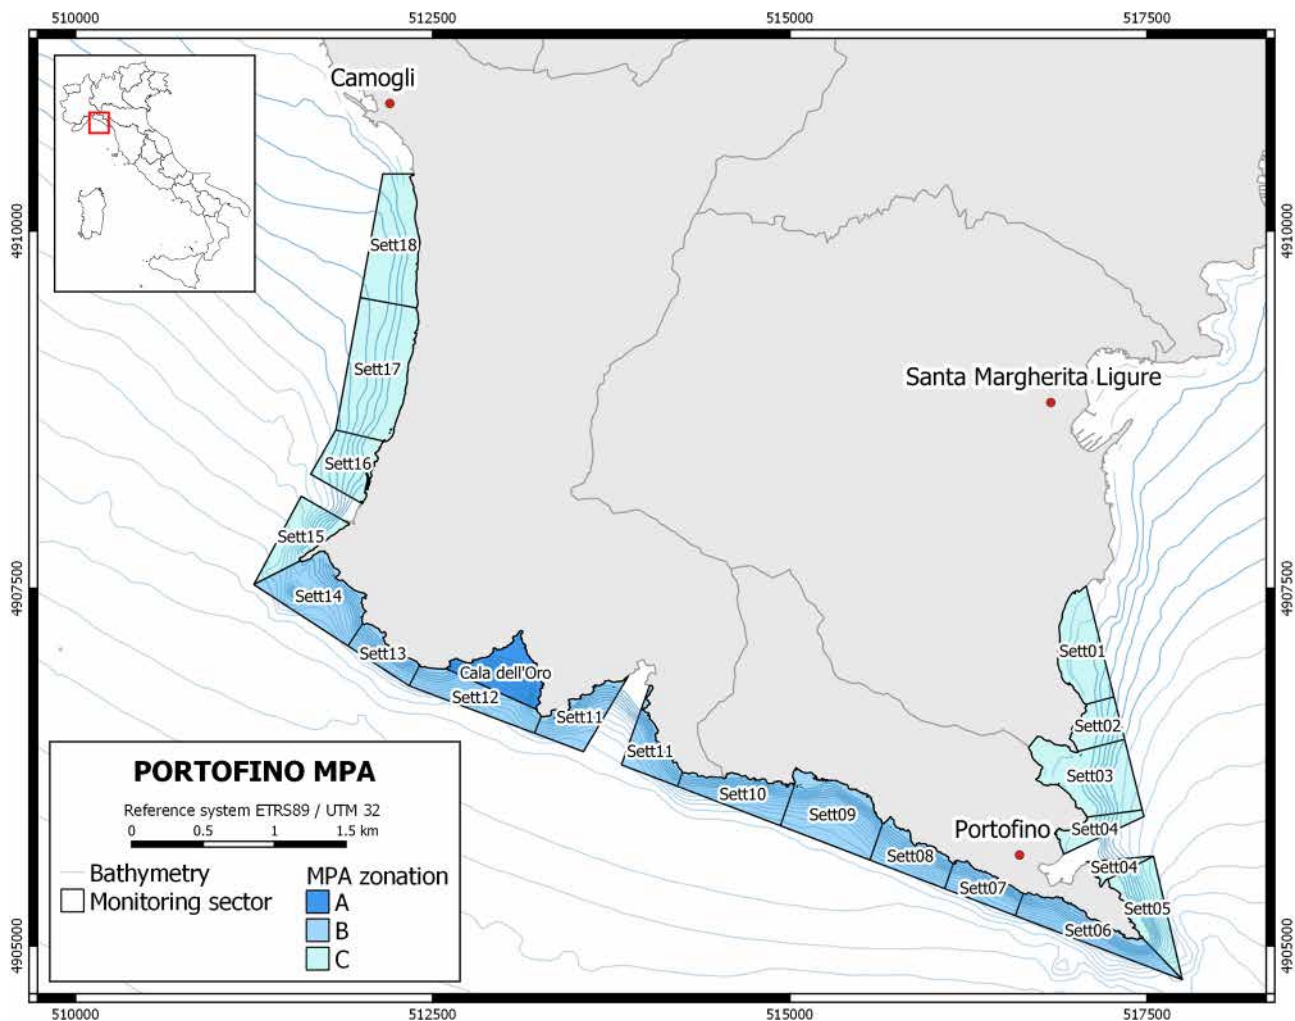 510000
512500
515000
517500
Camogli
4910000
4910000
Sett18
Sett17
Santa Margherita Ligure
Sett16
Sett15
4907500
4907500
Sett14
Sett13
Cala dell'Oro
Sett12
Sett11
Sett11
Sett10
Sett09
Sett08
Sett07
Sett06
Sett01
Sett02
Sett03
Sett04
Portofino
Sett04
Sett05
PORTOFINO MPA
Reference system ETRS89 / UTM 32
0 0.5 1 1.5 km
Bathymetry
Monitoring sector
MPA zonation
A
B
C
4905000
4905000
510000
512500
515000
517500